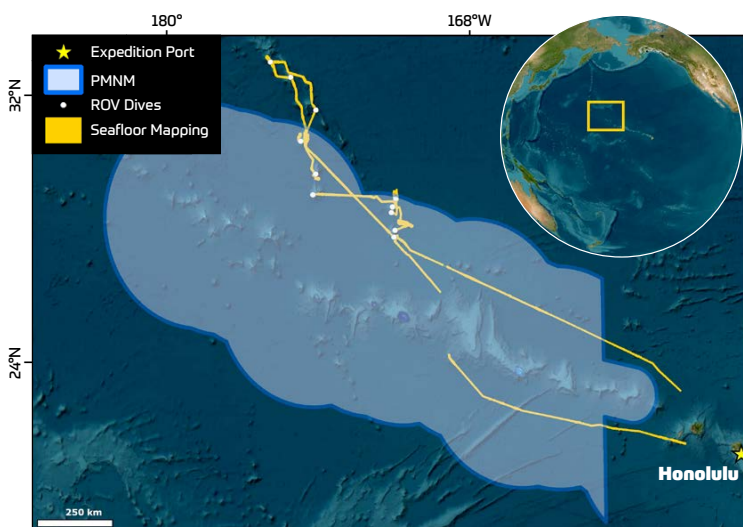 180°
168°W
Expedition Port
PMNM
ROV Dives
Seafloor Mapping
32°N
24°N
Honolulu
250 km